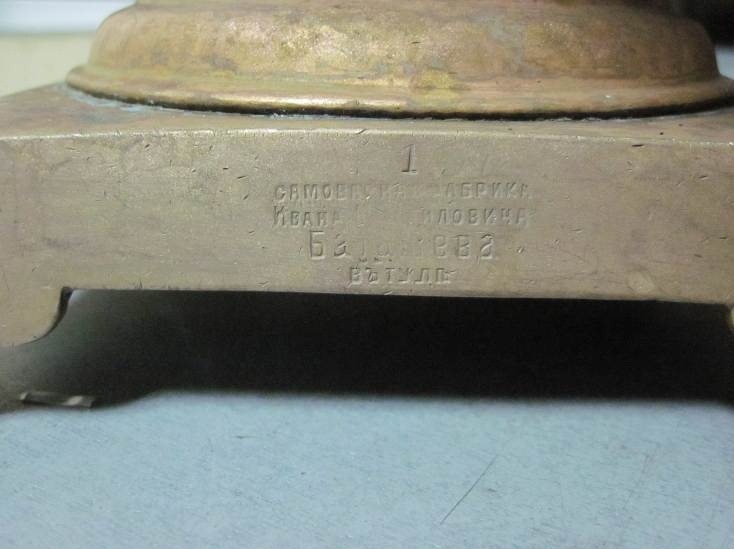 1
САМОВАРНАЯ ФАБРИКА
ИВАНА
Баташева
ВЪ ТУЛѢ